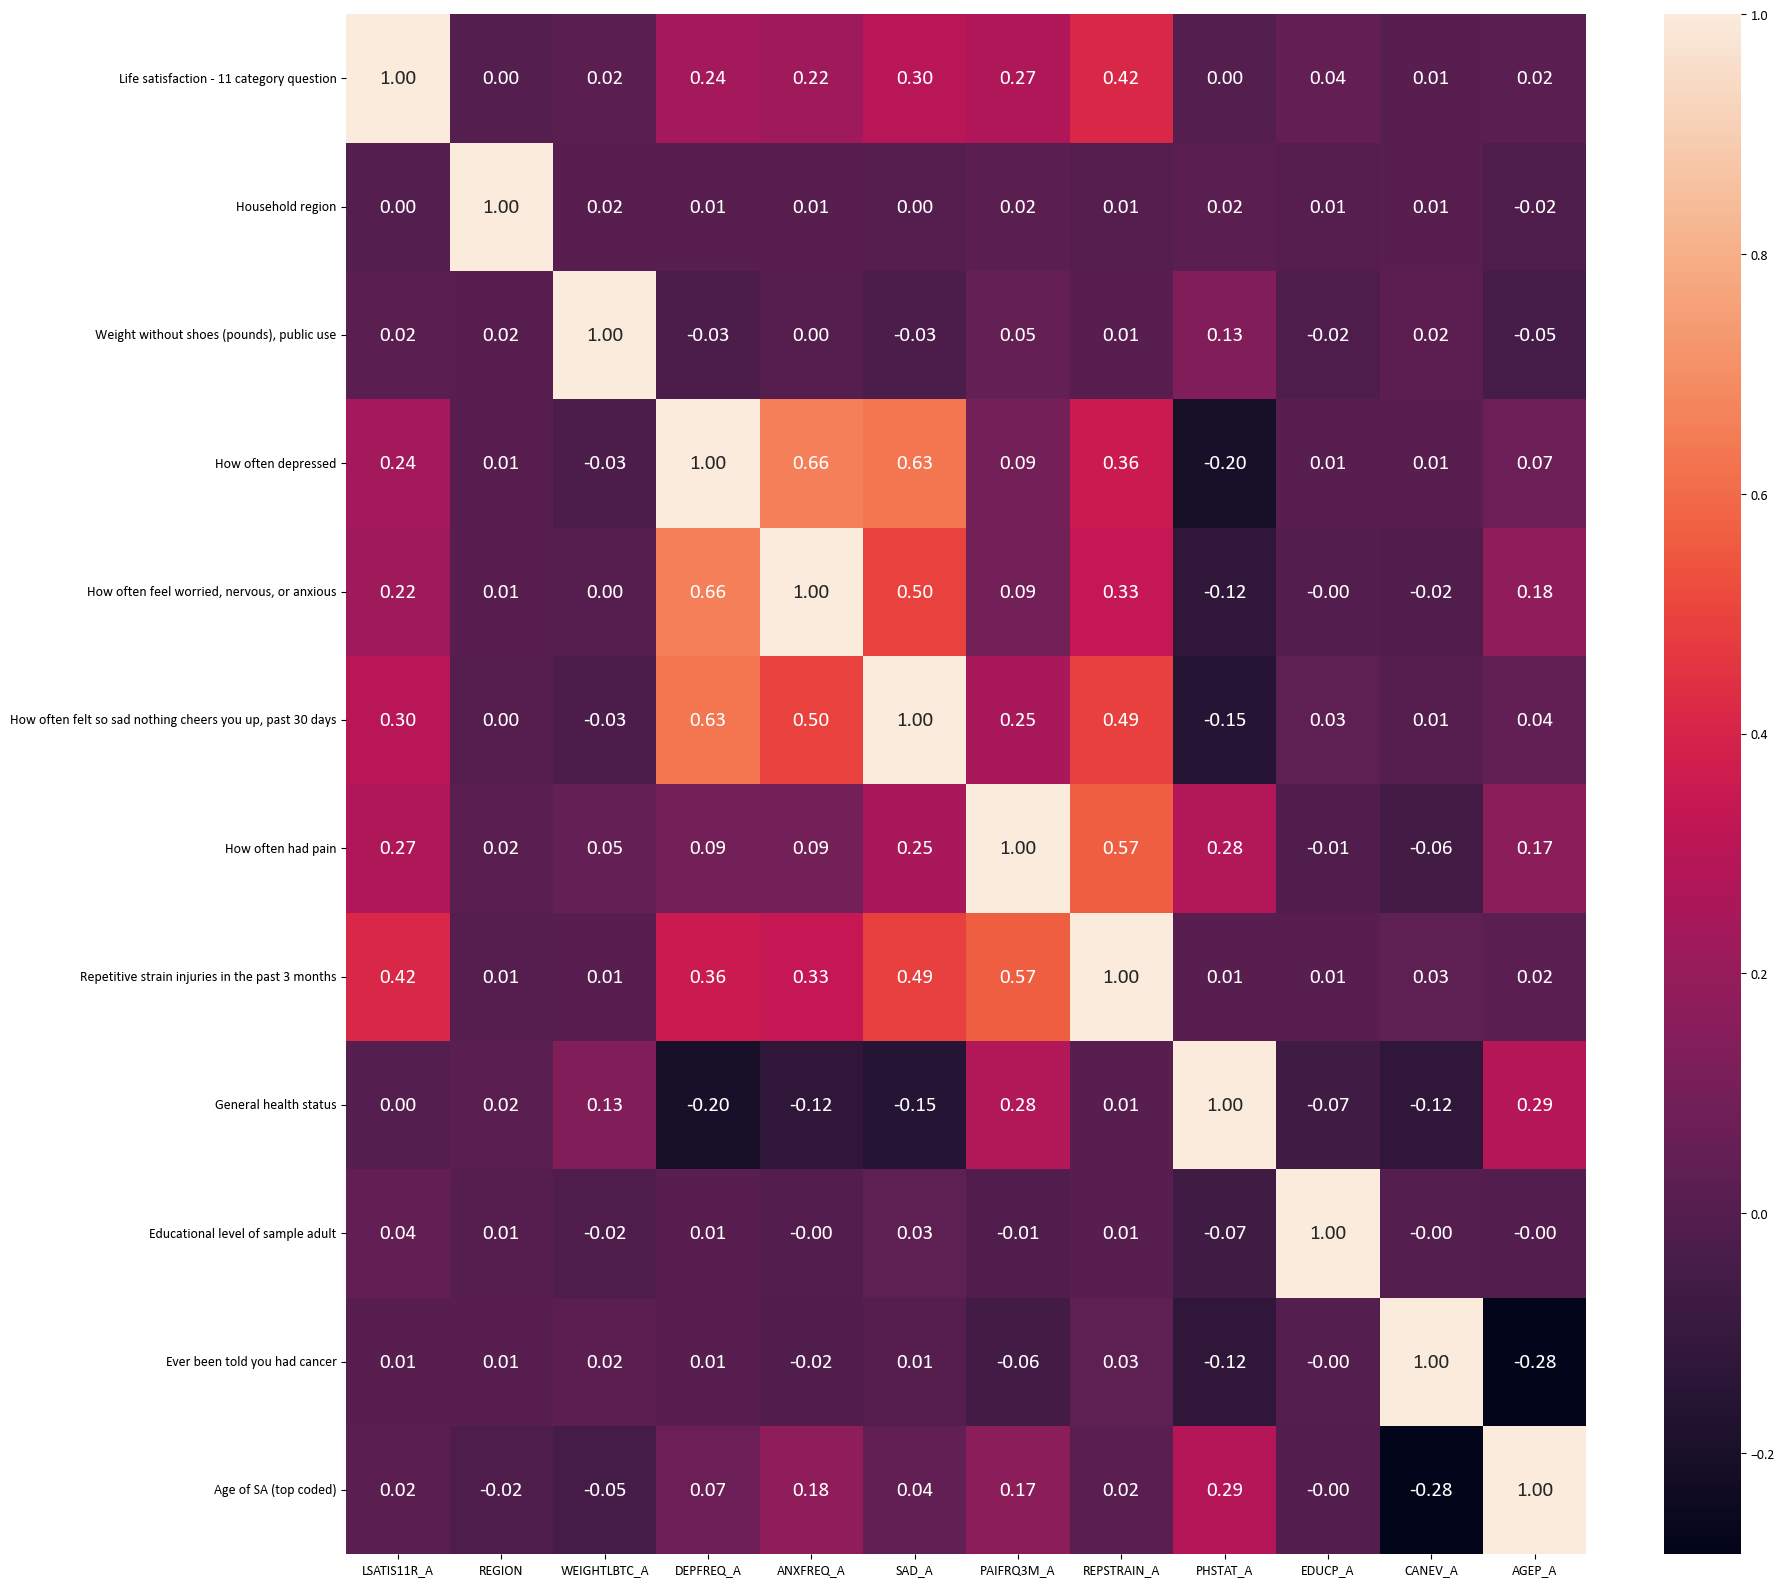 Life satisfaction - 11 category question 1.00 0.00 0.02 0.24 0.22 0.30 0.27 0.42 0.00 0.04 0.01 0.02
Household region 0.00 1.00 0.02 0.01 0.01 0.00 0.02 0.01 0.02 0.01 0.01 -0.02
Weight without shoes (pounds), public use 0.02 0.02 1.00 -0.03 0.00 -0.03 0.05 0.01 0.13 -0.02 0.02 -0.05
How often depressed 0.24 0.01 -0.03 1.00 0.66 0.63 0.09 0.36 -0.20 0.01 0.01 0.07
How often feel worried, nervous, or anxious 0.22 0.01 0.00 0.66 1.00 0.50 0.09 0.33 -0.12 -0.00 -0.02 0.18
How often felt so sad nothing cheers you up, past 30 days 0.30 0.00 -0.03 0.63 0.50 1.00 0.25 0.49 -0.15 0.03 0.01 0.04
How often had pain 0.27 0.02 0.05 0.09 0.09 0.25 1.00 0.57 0.28 -0.01 -0.06 0.17
Repetitive strain injuries in the past 3 months 0.42 0.01 0.01 0.36 0.33 0.49 0.57 1.00 0.01 0.01 0.03 0.02
General health status 0.00 0.02 0.13 -0.20 -0.12 -0.15 0.28 0.01 1.00 -0.07 -0.12 0.29
Educational level of sample adult 0.04 0.01 -0.02 0.01 -0.00 0.03 -0.01 0.01 -0.07 1.00 -0.00 -0.00
Ever been told you had cancer 0.01 0.01 0.02 0.01 -0.02 0.01 -0.06 0.03 -0.12 -0.00 1.00 -0.28
Age of SA (top coded) 0.02 -0.02 -0.05 0.07 0.18 0.04 0.17 0.02 0.29 -0.00 -0.28 1.00
LSATIS11R_A REGION WEIGHTLBTC_A DEPFREQ_A ANXFREQ_A SAD_A PAIFRQ3M_A REPSTRAIN_A PHSTAT_A EDUCP_A CANEV_A AGEP_A
1.0
0.8
0.6
0.4
0.2
0.0
−0.2